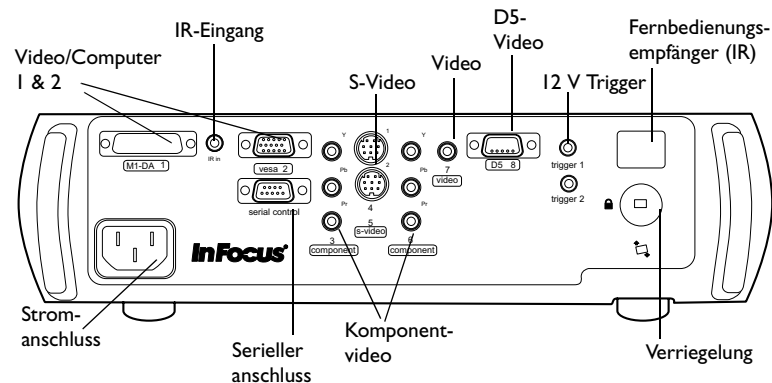 IR-Eingang
Video/Computer
1 & 2
S-Video
Video
D5-
Video
12 V Trigger
Fernbedienungs-
empfänger (IR)
M1-DA 1
IR in
vesa 2
serial control
Y
Pb
Pr
3
component
1
2
4
5
s-video
Y
Pb
Pr
6
component
7
video
D5 8
trigger 1
trigger 2
InFocus
Strom-
anschluss
Serieller
anschluss
Komponent-
video
Verriegelung